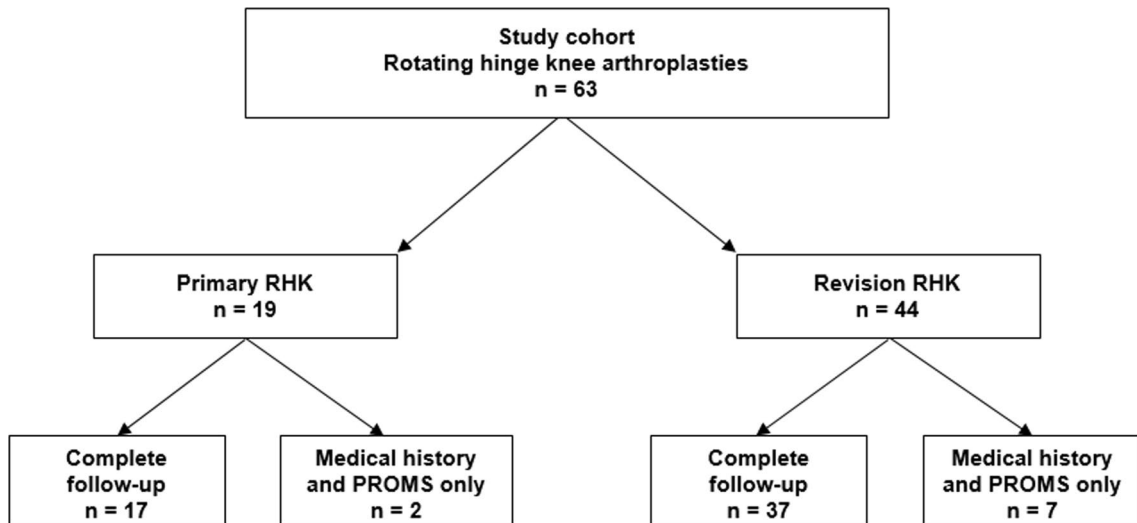 Study cohort
Rotating hinge knee arthroplasties
n = 63
Primary RHK
n = 19
Revision RHK
n = 44
Complete
follow-up
n = 17
Medical history
and PROMS only
n = 2
Complete
follow-up
n = 37
Medical history
and PROMS only
n = 7